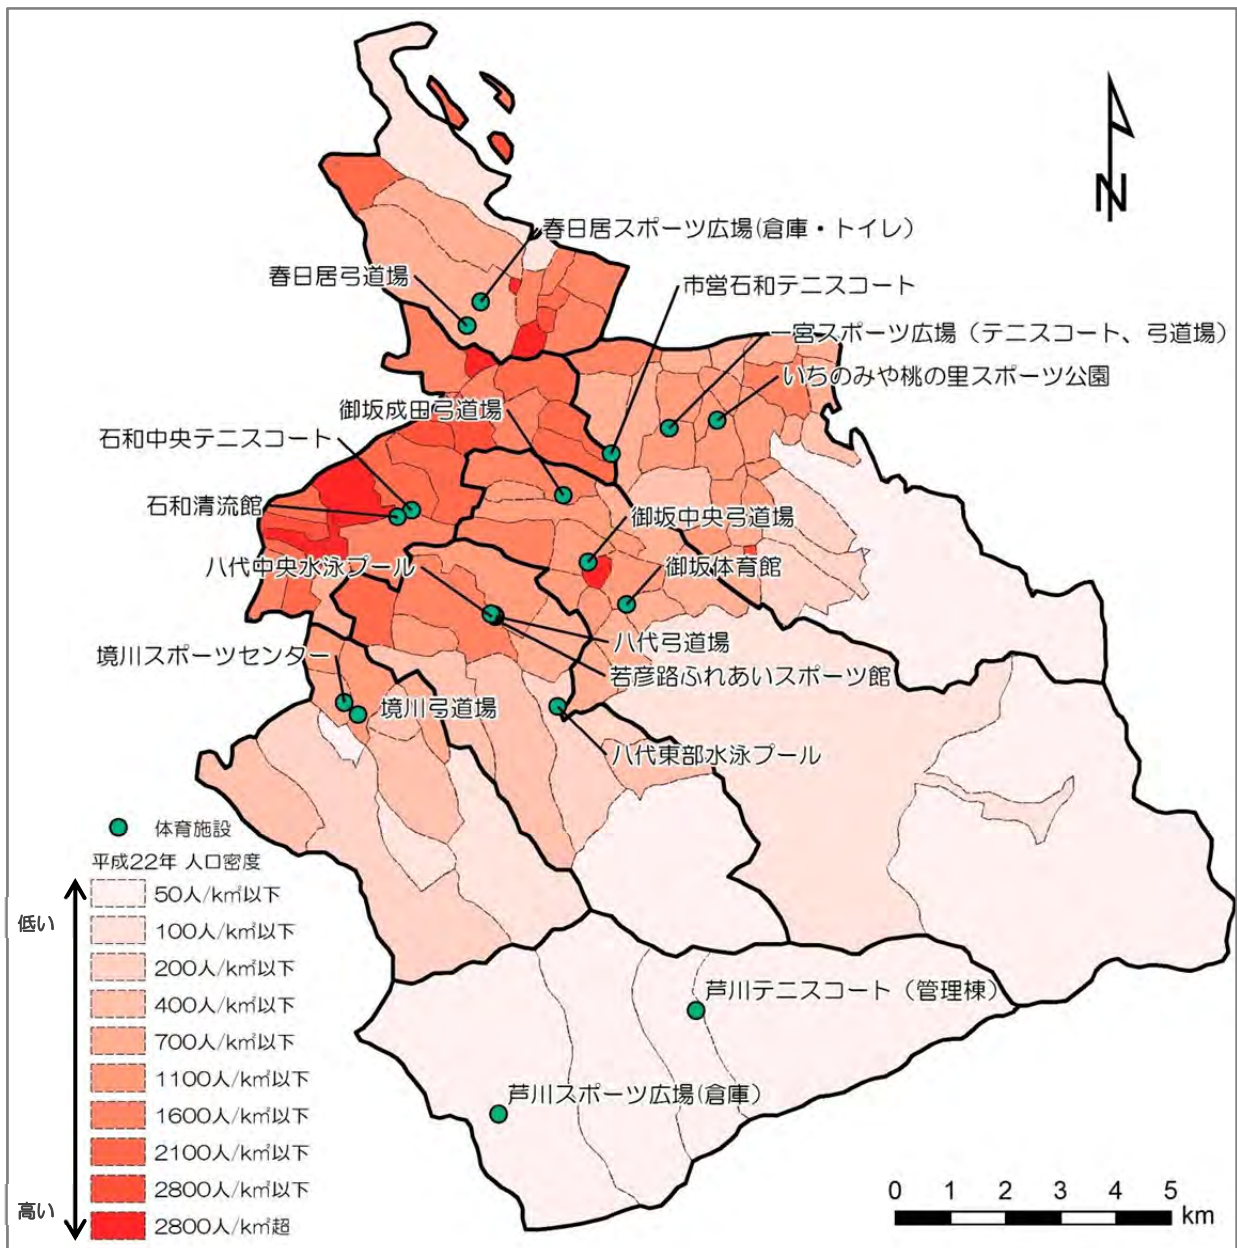 N
春日居スポーツ広場(倉庫・トイレ）
春日居弓道場
市営石和テニスコート
一宮スポーツ広場（テニスコート、弓道場）
いちのみや桃の里スポーツ公園
御坂成田弓道場
石和中央テニスコート
石和清流館
御坂中央弓道場
八代中央水泳プール
御坂体育館
八代弓道場
境川スポーツセンター
若彦路ふれあいスポーツ館
境川弓道場
八代東部水泳プール
体育施設
平成22年 人口密度
低い
高い
50人/k㎡以下
100人/k㎡以下
200人/k㎡以下
400人/k㎡以下
700人/k㎡以下
1100人/k㎡以下
1600人/k㎡以下
2100人/k㎡以下
2800人/k㎡以下
2800人/k㎡超
芦川テニスコート（管理棟）
芦川スポーツ広場(倉庫）
0 1 2 3 4 5
km